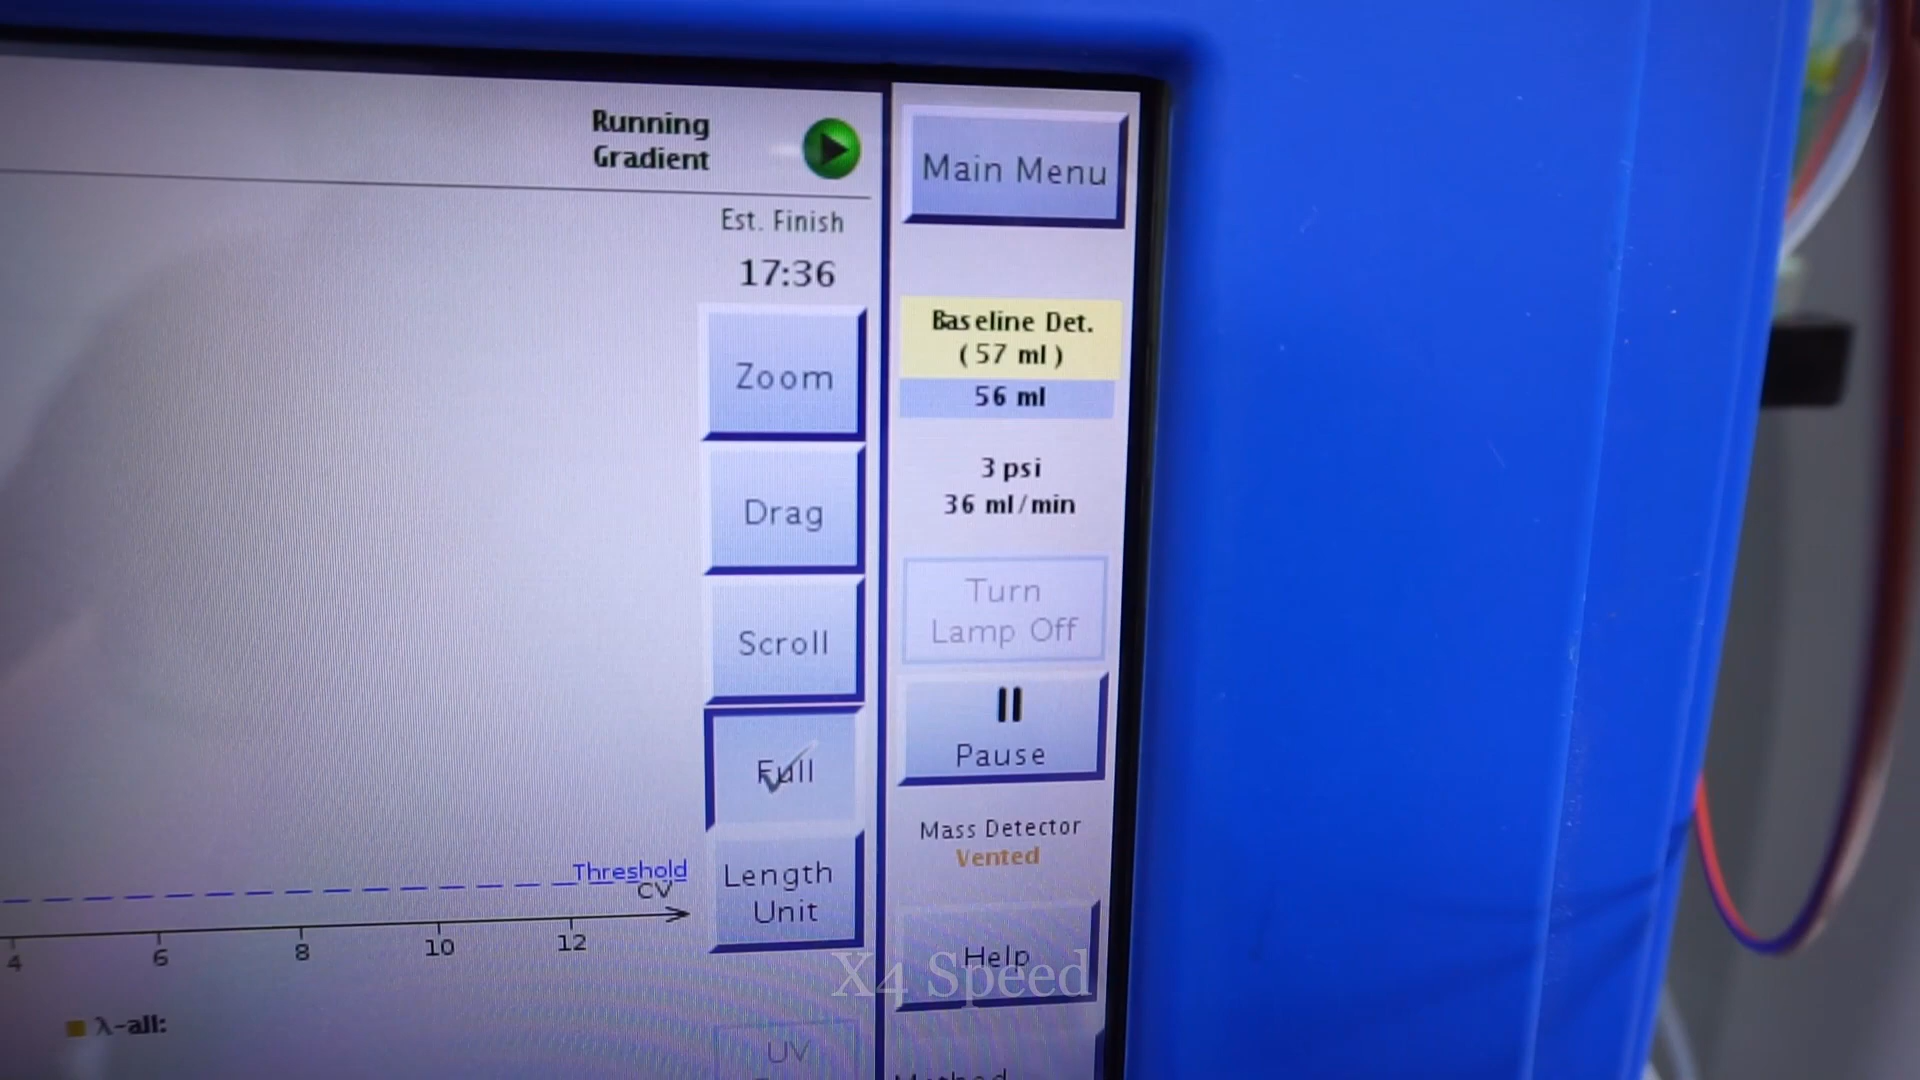 Running
Gradient
Est. Finish
17:36
Zoom
Drag
Scroll
Full
Length
Unit
Threshold
CV
4 6 8 10 12
λ-all:
UV
Main Menu
Baseline Det.
(57 ml)
56 ml
3 psi
36 ml/min
Turn
Lamp Off
Pause
Mass Detector
Vented
Help
X4 Speed